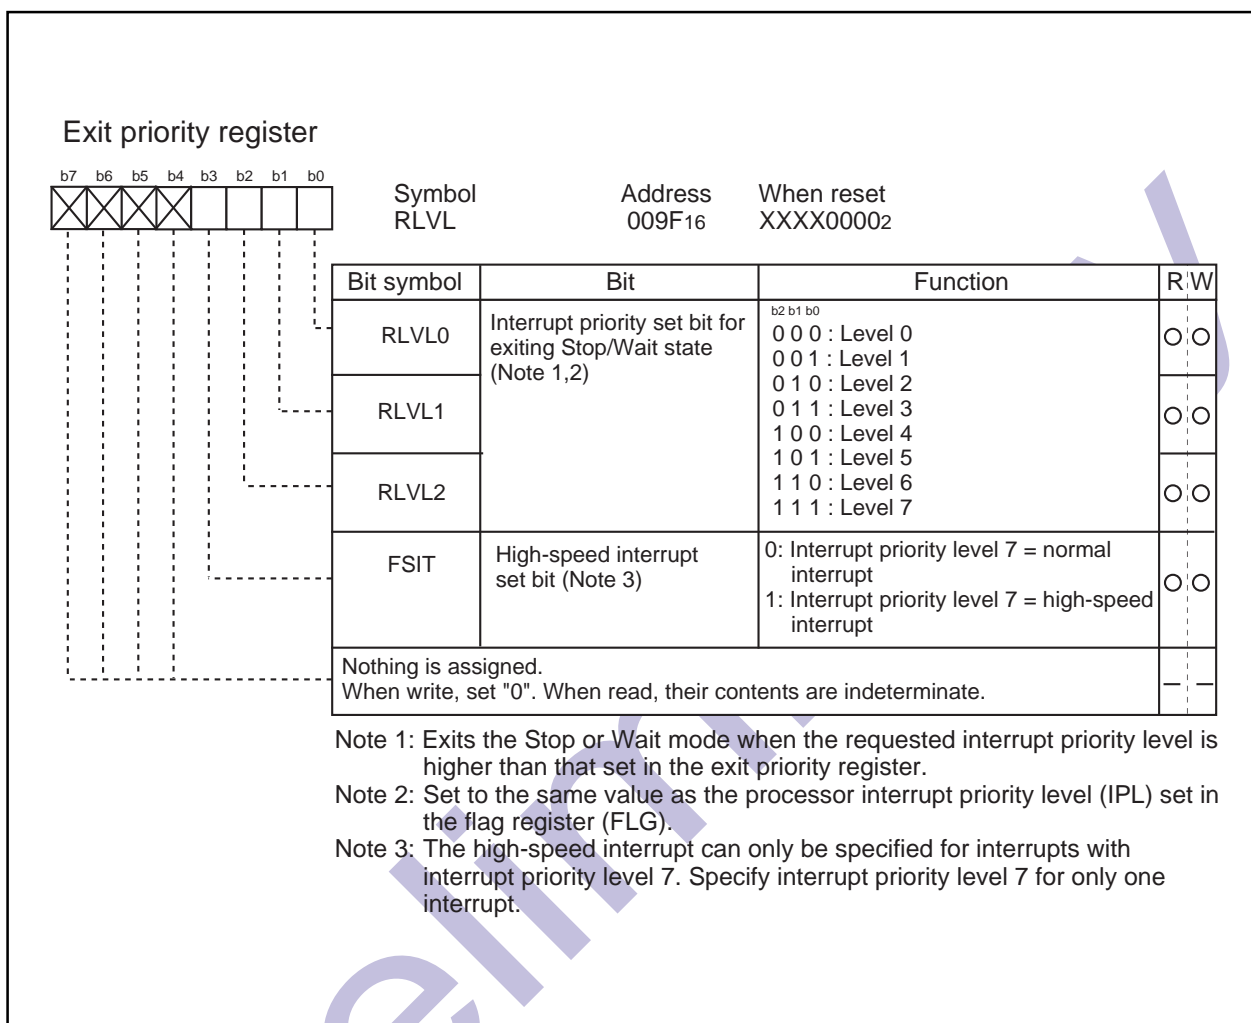 Exit priority register
b7 b6 b5 b4 b3 b2 b1 b0
Symbol Address When reset
RLVL 009F16 XXXX00002
Bit symbol Bit Function R W
RLVL0
Interrupt priority set bit for
exiting Stop/Wait state
(Note 1,2)
b2 b1 b0
0 0 0 : Level 0
0 0 1 : Level 1
0 1 0 : Level 2
0 1 1 : Level 3
1 0 0 : Level 4
1 0 1 : Level 5
1 1 0 : Level 6
1 1 1 : Level 7
RLVL1
RLVL2
FSIT
High-speed interrupt
set bit (Note 3)
0: Interrupt priority level 7 = normal
interrupt
1: Interrupt priority level 7 = high-speed
interrupt
Nothing is assigned.
When write, set "0". When read, their contents are indeterminate.
Note 1: Exits the Stop or Wait mode when the requested interrupt priority level is
higher than that set in the exit priority register.
Note 2: Set to the same value as the processor interrupt priority level (IPL) set in
the flag register (FLG).
Note 3: The high-speed interrupt can only be specified for interrupts with
interrupt priority level 7. Specify interrupt priority level 7 for only one
interrupt.